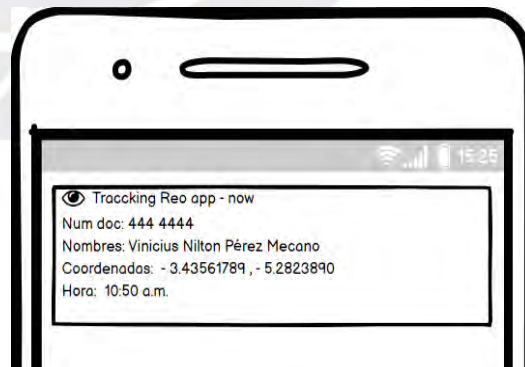 15:25
Traccking Reo app - now
Num doc: 444 4444
Nombres: Vinicius Nilton Pérez Mecano
Coordenadas: - 3.43561789 , - 5.2823890
Hora: 10:50 a.m.